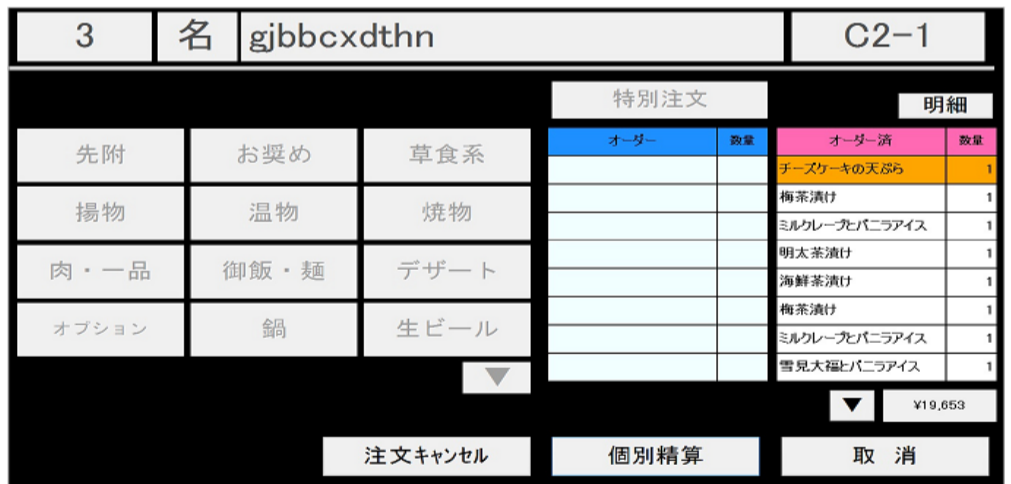 3 名 gjbbcxdthn C2-1
特別注文 明細
先附 お奨め 草食系
揚物 温物 焼物
肉・一品 御飯・麺 デザート
オプション 鍋 生ビール
オーダー 数量
オーダー済 数量
チーズケーキの天ぷら 1
梅茶漬け 1
ミルクレープとバニラアイス 1
明太茶漬け 1
海鮮茶漬け 1
梅茶漬け 1
ミルクレープとバニラアイス 1
雪見大福とバニラアイス 1
▼ ▼ ¥19,653
注文キャンセル 個別精算 取 消